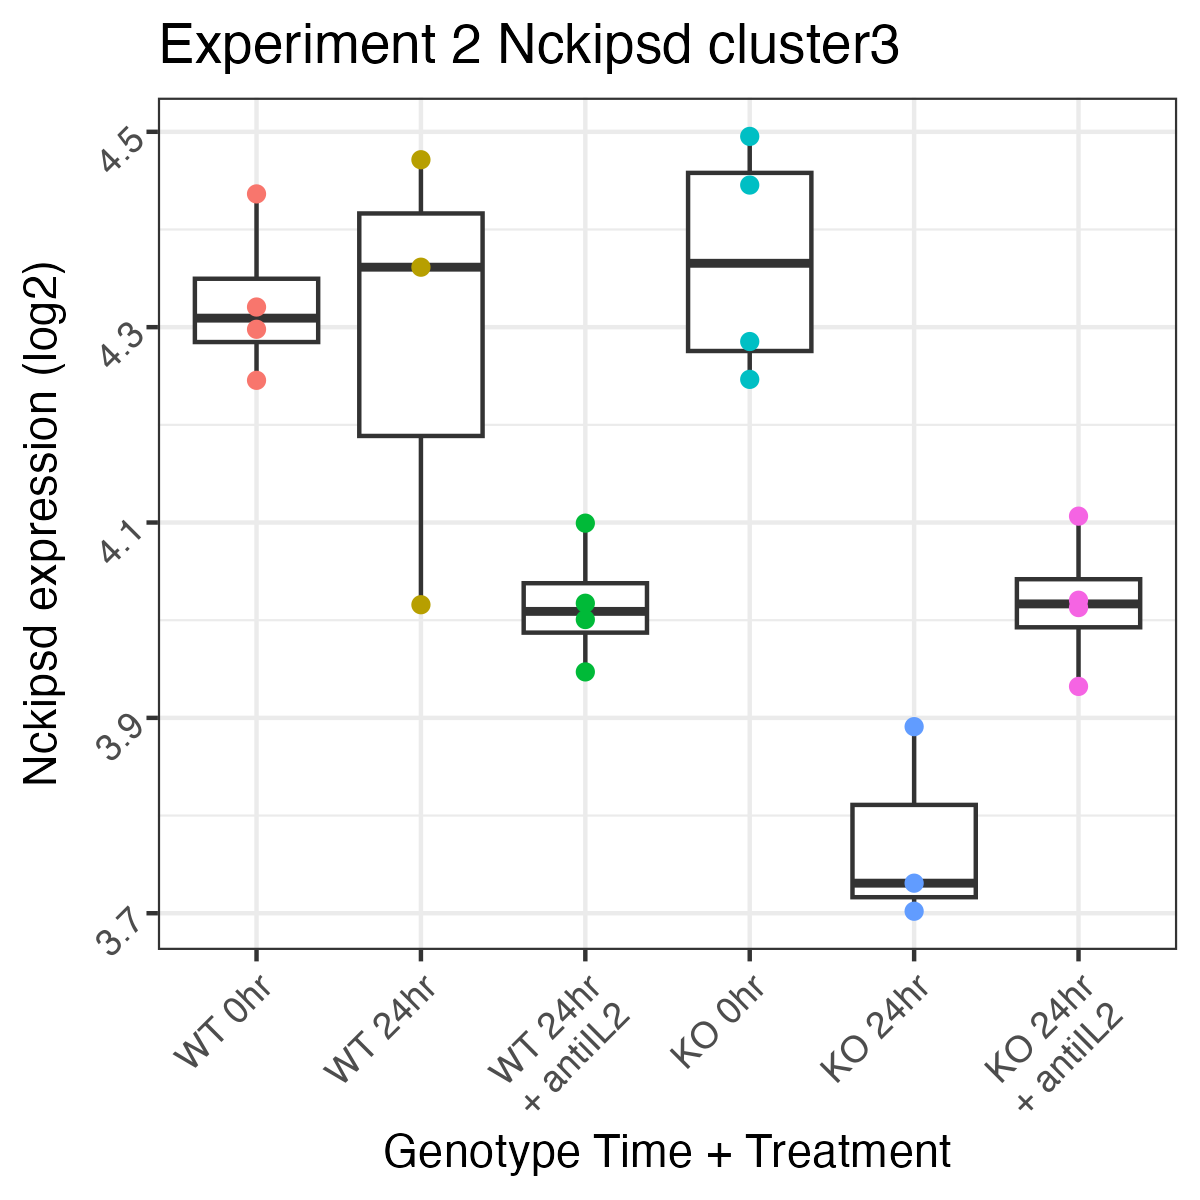 Experiment 2 Nckipsd cluster3
Nckipsd expression (log2)
4.5
4.3
4.1
3.9
3.7
WT 0hr
WT 24hr
WT 24hr
+ antiIL2
KO 0hr
KO 24hr
KO 24hr
+ antiIL2
Genotype Time + Treatment